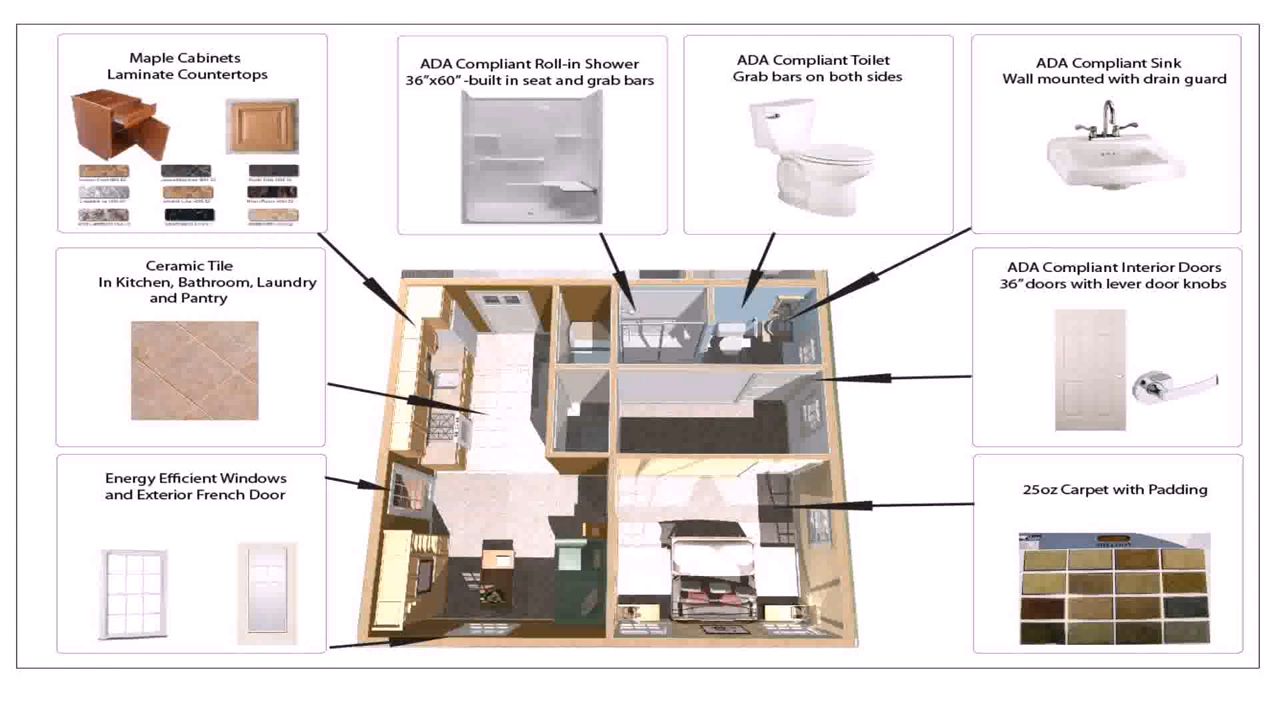 Maple Cabinets
Laminate Countertops
ADA Compliant Roll-in Shower
36”x60” -built in seat and grab bars
ADA Compliant Toilet
Grab bars on both sides
ADA Compliant Sink
Wall mounted with drain guard
Ceramic Tile
In Kitchen, Bathroom, Laundry
and Pantry
ADA Compliant Interior Doors
36” doors with lever door knobs
Energy Efficient Windows
and Exterior French Door
25oz Carpet with Padding